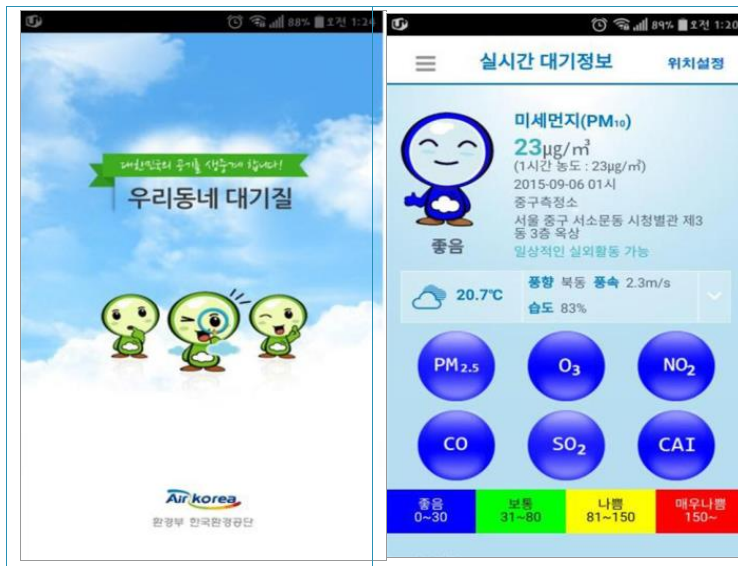 88% 오전 1:24
대한민국의 공기를 생중계 합니다!
우리동네 대기질
Air korea
환경부 한국환경공단
89% 오전 1:20
실시간 대기정보
위치설정
미세먼지(PM₁₀)
23μg/㎥
(1시간 농도 : 23μg/㎥)
2015-09-06 01시
중구측정소
서울 중구 서소문동 시청별관 제3
동 3층 옥상
좋음
일상적인 실외활동 가능
20.7℃
풍향 북동 풍속 2.3m/s
습도 83%
PM₂.₅
O₃
NO₂
CO
SO₂
CAI
좋음 보통 나쁨 매우나쁨
0~30 31~80 81~150 150~